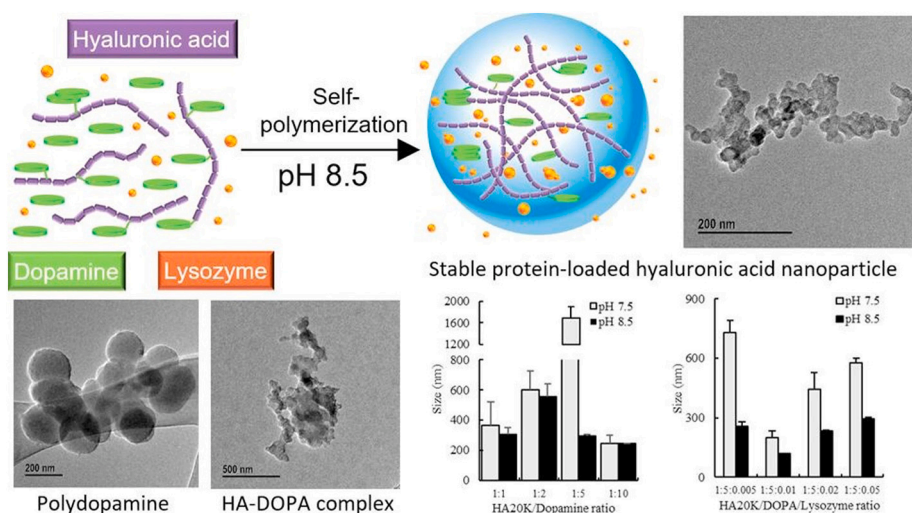 Hyaluronic acid
Self-
polymerization
pH 8.5
200 nm
Dopamine
Lysozyme
Stable protein-loaded hyaluronic acid nanoparticle
200 nm
Polydopamine
500 nm
HA-DOPA complex
2000
1800
1600
1400
800
600
400
200
Size (nm)
pH 7.5
pH 8.5
1:1
1:2
1:5
1:10
HA20K/Dopamine ratio
900
600
300
0
Size (nm)
pH 7.5
pH 8.5
1:5:0.005
1:5:0.01
1:5:0.02
1:5:0.05
HA20K/DOPA/Lysozyme ratio